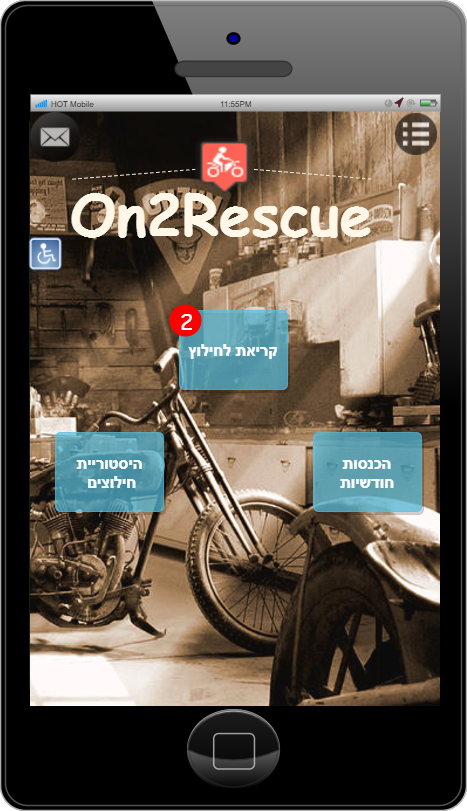 HOT Mobile
11:55PM
On2Rescue
2
קריאת לחילוץ
היסטוריית
חילוצים
הכנסות
חודשיות